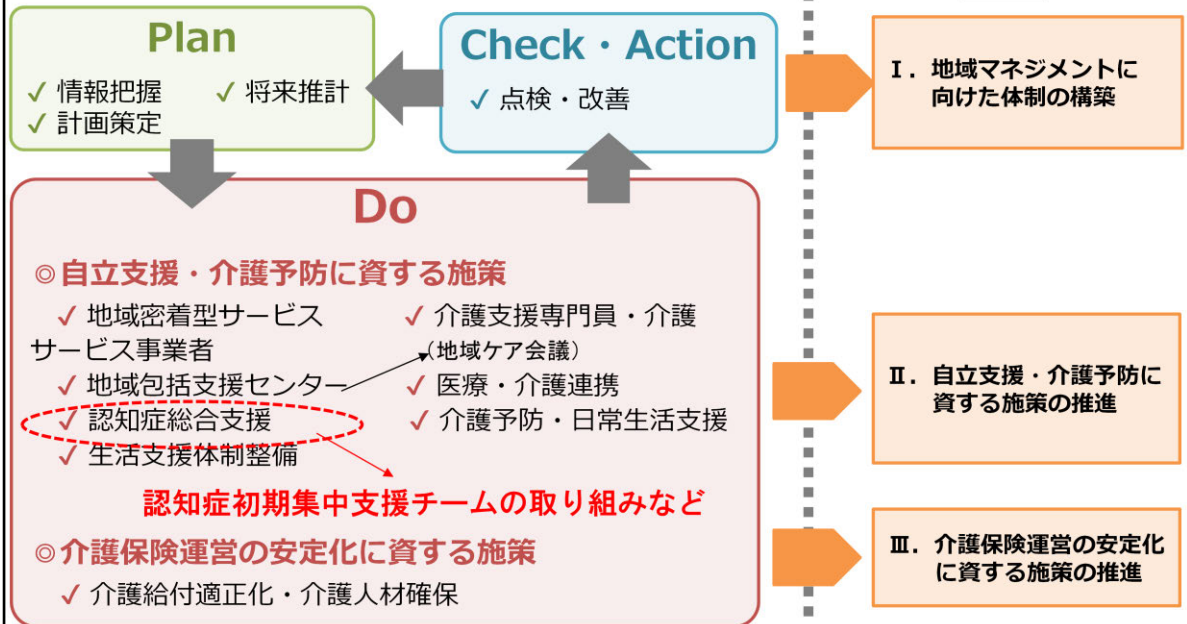 Plan
✓ 情報把握 ✓ 将来推計
✓ 計画策定
Check・Action
✓ 点検・改善
Do
◎自立支援・介護予防に資する施策
✓ 地域密着型サービス ✓ 介護支援専門員・介護
サービス事業者 (地域ケア会議)
✓ 地域包括支援センター ✓ 医療・介護連携
✓ 認知症総合支援 ✓ 介護予防・日常生活支援
✓ 生活支援体制整備
認知症初期集中支援チームの取り組みなど
◎介護保険運営の安定化に資する施策
✓ 介護給付適正化・介護人材確保
Ⅰ．地域マネジメントに
向けた体制の構築
Ⅱ．自立支援・介護予防に
資する施策の推進
Ⅲ．介護保険運営の安定化
に資する施策の推進